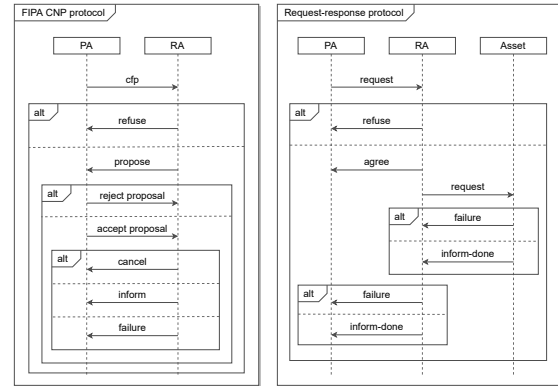 FIPA CNP protocol
PA
RA
cfp
alt
refuse
propose
alt
reject proposal
accept proposal
alt
cancel
inform
failure
Request-response protocol
PA
RA
Asset
request
alt
refuse
agree
request
alt
failure
inform-done
alt
failure
inform-done